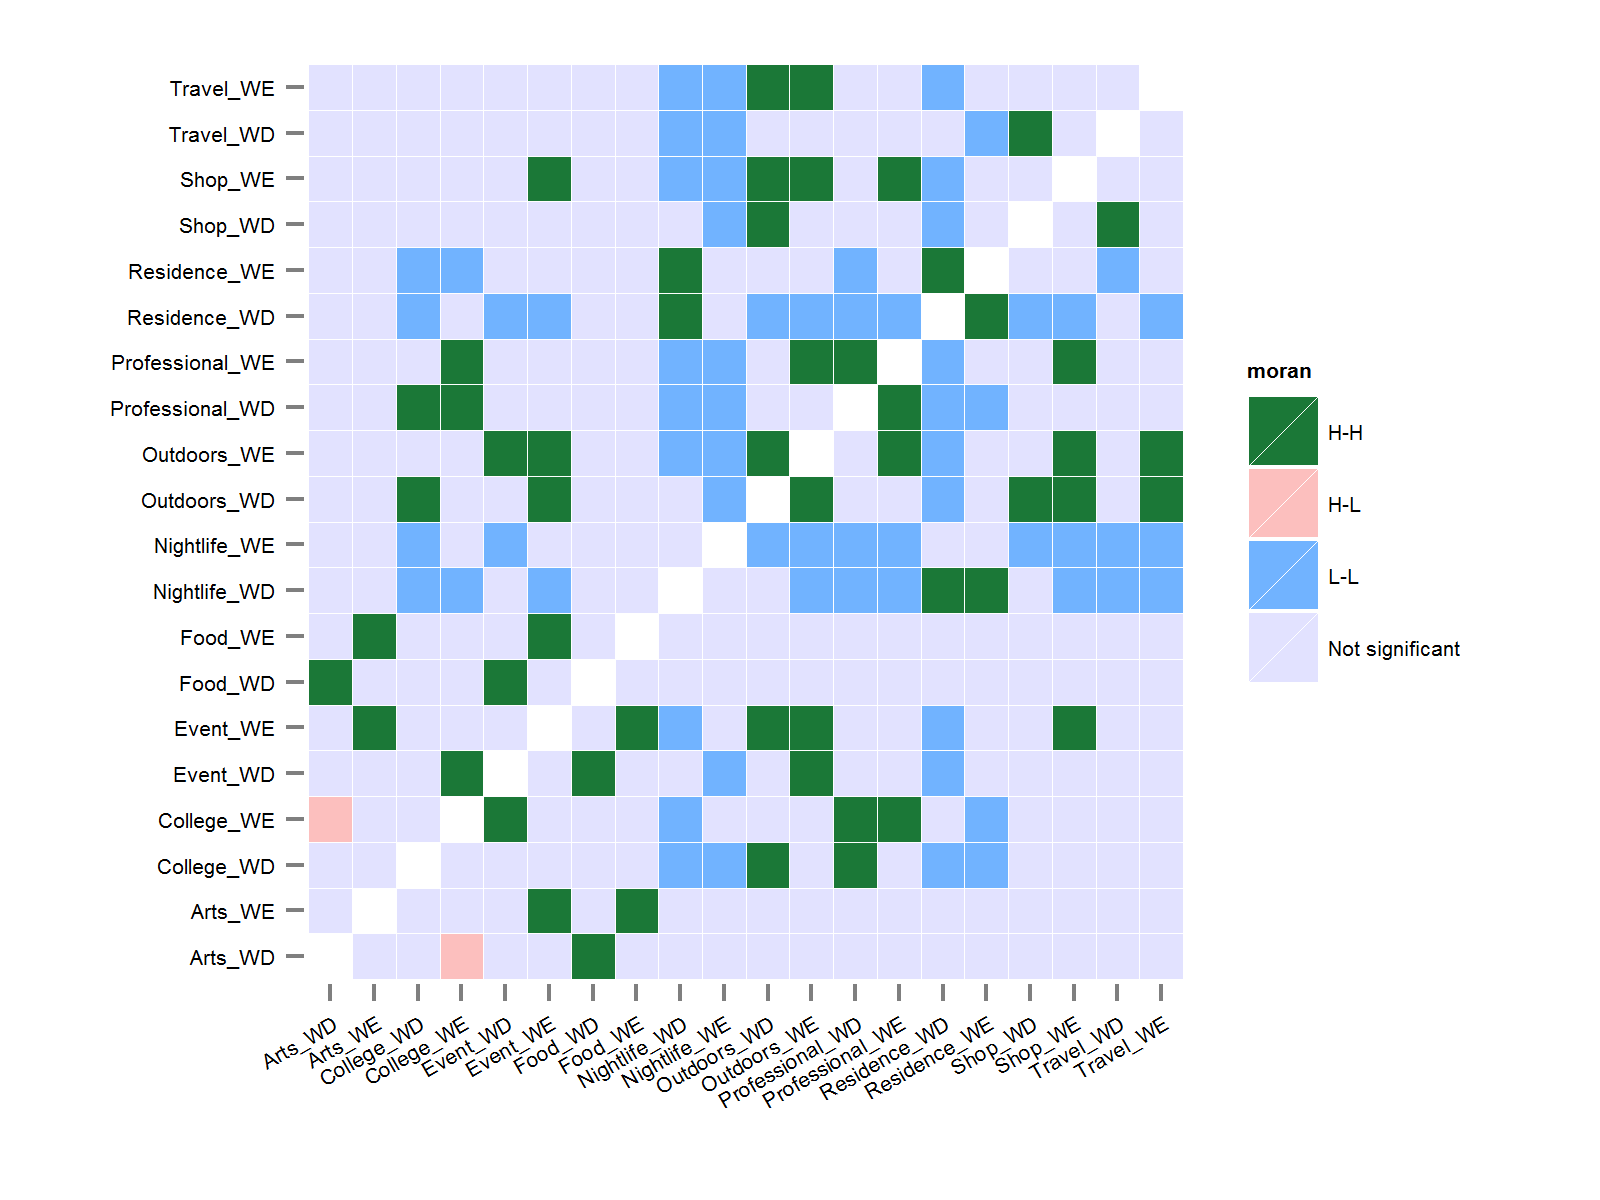 Travel_WE
Travel_WD
Shop_WE
Shop_WD
Residence_WE
Residence_WD
Professional_WE
Professional_WD
Outdoors_WE
Outdoors_WD
Nightlife_WE
Nightlife_WD
Food_WE
Food_WD
Event_WE
Event_WD
College_WE
College_WD
Arts_WE
Arts_WD
Arts_WD
Arts_WE
College_WD
College_WE
Event_WD
Event_WE
Food_WD
Food_WE
Nightlife_WD
Nightlife_WE
Outdoors_WD
Outdoors_WE
Professional_WD
Professional_WE
Residence_WD
Residence_WE
Shop_WD
Shop_WE
Travel_WD
Travel_WE
moran
H-H
H-L
L-L
Not significant